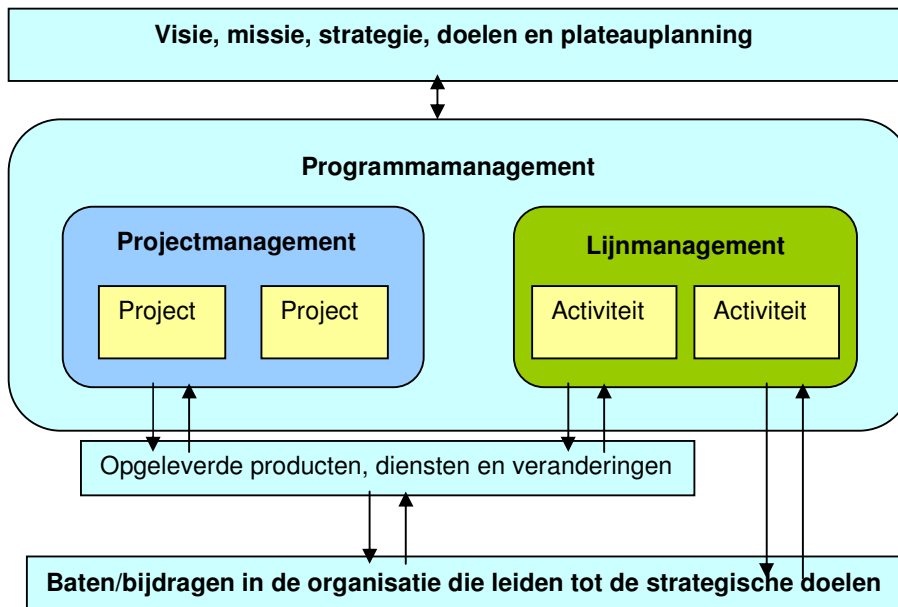 Visie, missie, strategie, doelen en plateauplanning
Programmamanagement
Projectmanagement
Lijnmanagement
Project
Project
Activiteit
Activiteit
Opgeleverde producten, diensten en veranderingen
Baten/bijdragen in de organisatie die leiden tot de strategische doelen